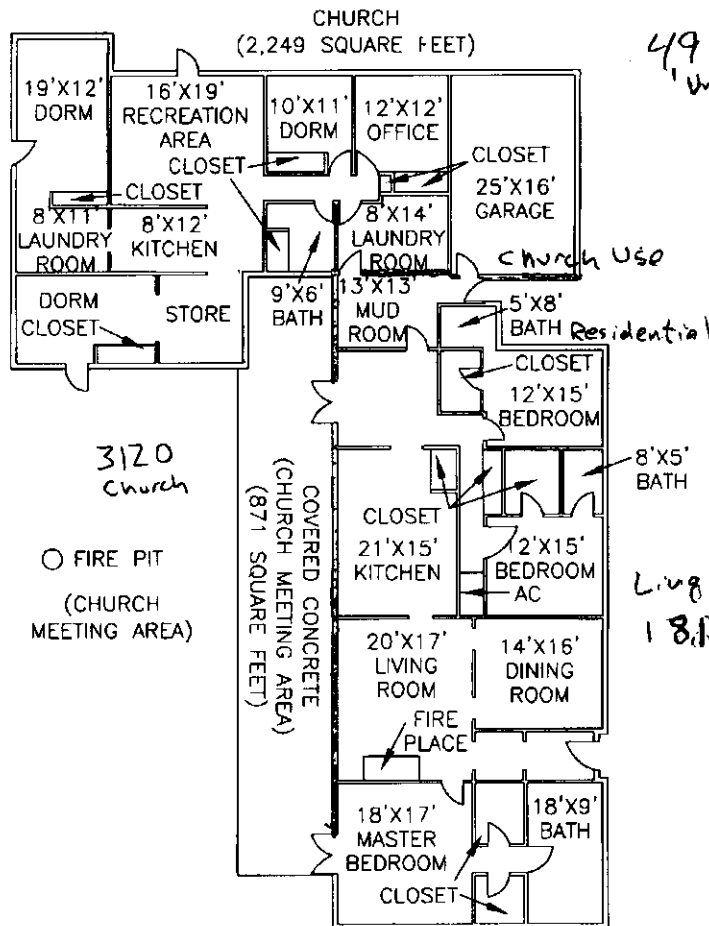 CHURCH
(2,249 SQUARE FEET)
49
19'X12'
DORM
16'X19'
RECREATION
AREA
10'X11'
DORM
12'X12'
OFFICE
CLOSET
CLOSET
25'X16'
GARAGE
CLOSET
8'X11'
LAUNDRY
ROOM
8'X12'
KITCHEN
8'X14'
LAUNDRY
ROOM
Church Use
DORM
CLOSET
STORE
9'X6'
BATH
13'X13'
MUD
ROOM
5'X8'
BATH
Residential
CLOSET
12'X15'
BEDROOM
3120
Church
COVERED CONCRETE
(CHURCH MEETING AREA)
(871 SQUARE FEET)
CLOSET
8'X5'
BATH
21'X15'
KITCHEN
12'X15'
BEDROOM
AC
FIRE PIT
(CHURCH
MEETING AREA)
Living
20'X17'
LIVING
ROOM
14'X16'
DINING
ROOM
FIRE
PLACE
18'X17'
MASTER
BEDROOM
18'X9'
BATH
CLOSET